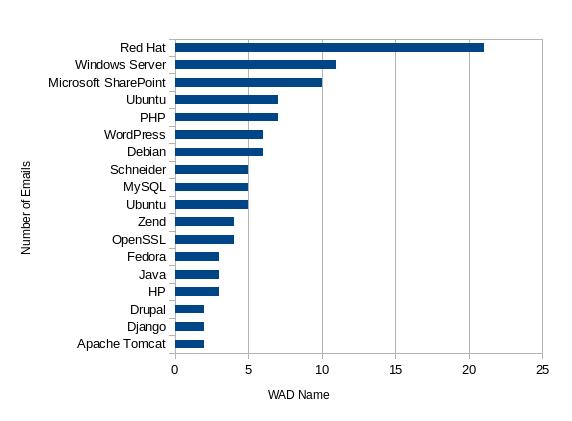 Red Hat
Windows Server
Microsoft SharePoint
Ubuntu
PHP
WordPress
Debian
Schneider
MySQL
Ubuntu
Zend
OpenSSL
Fedora
Java
HP
Drupal
Django
Apache Tomcat
Number of Emails
0 5 10 15 20 25
WAD Name